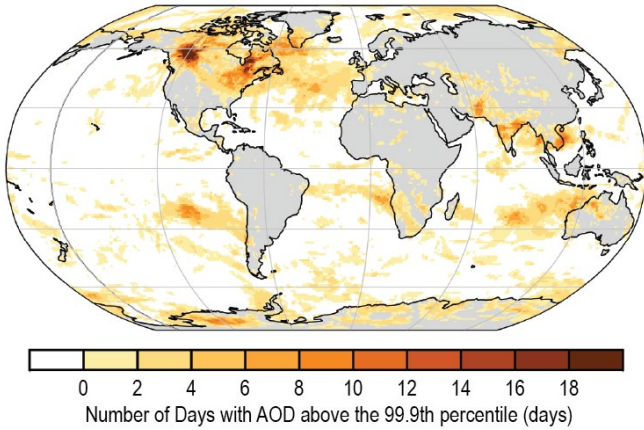 0 2 4 6 8 10 12 14 16 18
Number of Days with AOD above the 99.9th percentile (days)